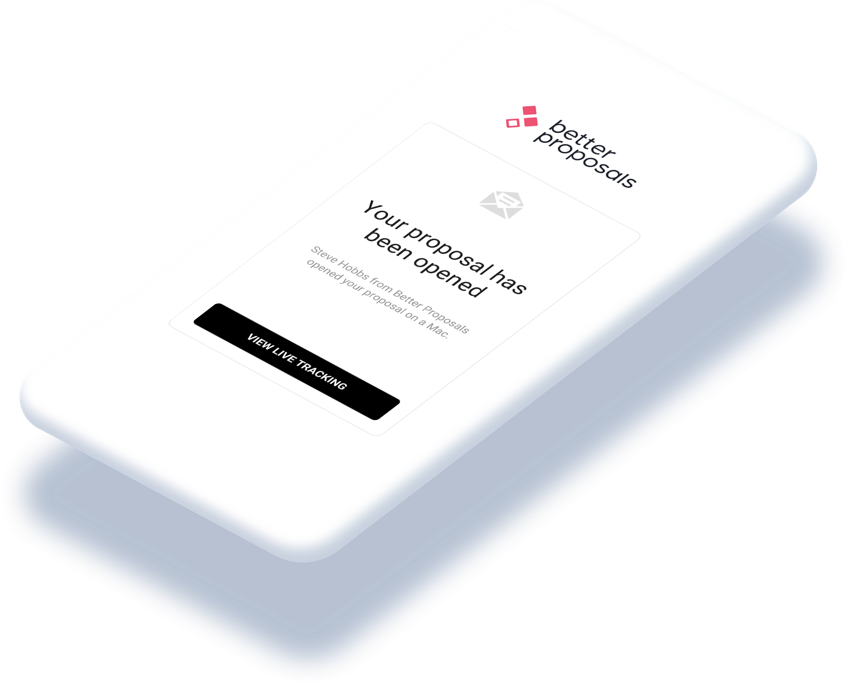 better
proposals
Your proposal has
been opened
Steve Hobbs from Better Proposals
opened your proposal on a Mac.
VIEW LIVE TRACKING